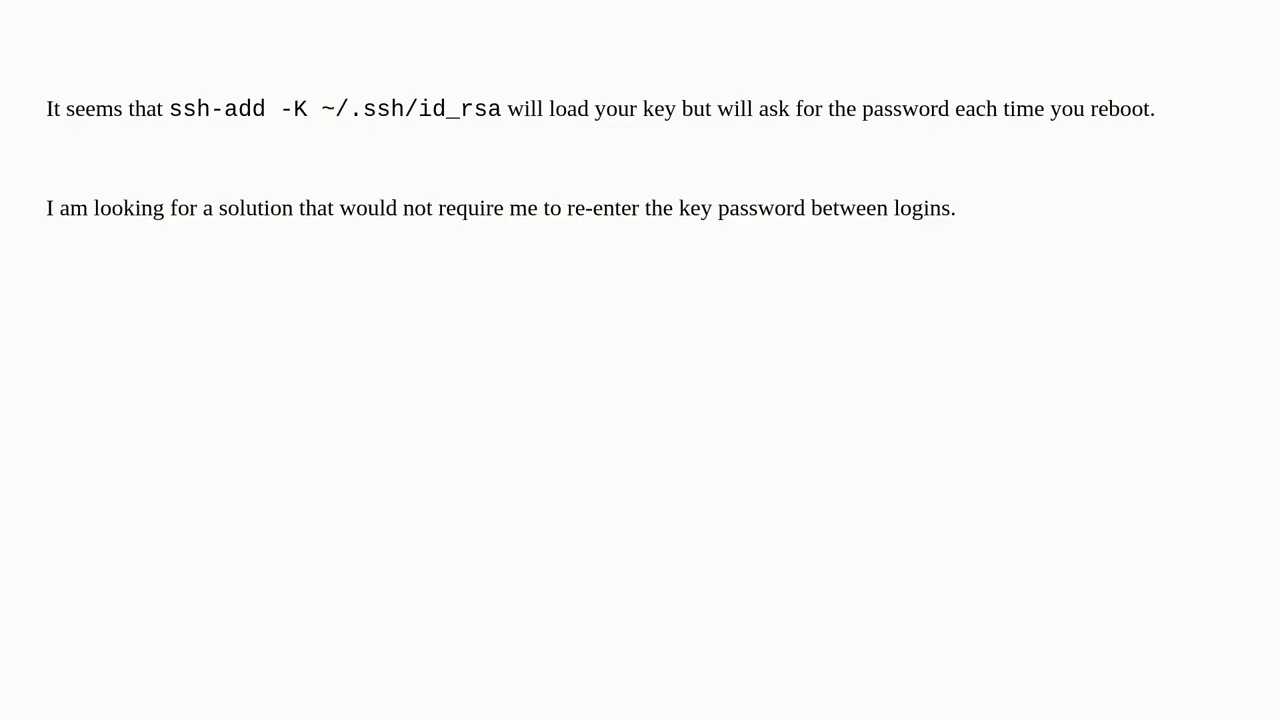 It seems that ssh-add -K ~/.ssh/id_rsa will load your key but will ask for the password each time you reboot.
I am looking for a solution that would not require me to re-enter the key password between logins.